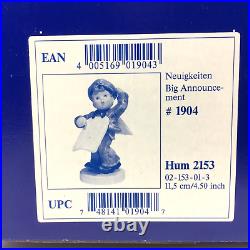 EAN
4 005169 019043
Neuigkeiten
Big Announce-
ment
# 1904
Hum 2153
02-153-01-3
11,5 cm/4.50 inch
UPC
7 48141 01904 7